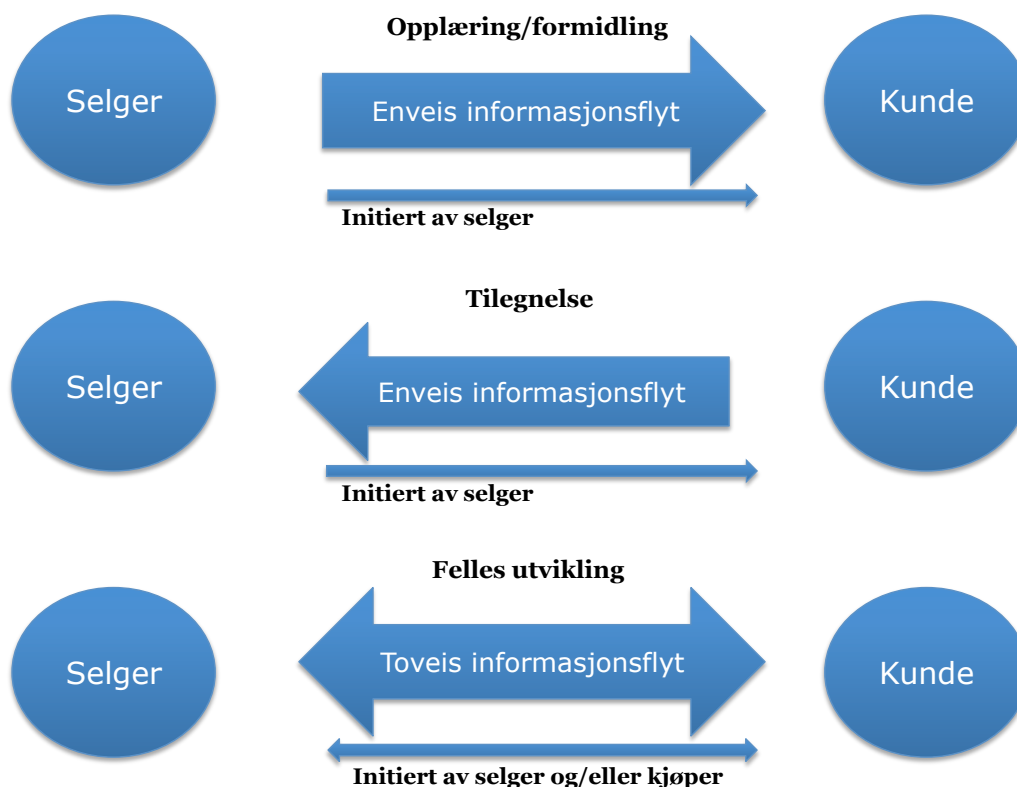 Opplæring/formidling
Selger
Enveis informasjonsflyt
Kunde
Initiert av selger
Tilegnelse
Selger
Enveis informasjonsflyt
Kunde
Initiert av selger
Felles utvikling
Selger
Toveis informasjonsflyt
Kunde
Initiert av selger og/eller kjøper